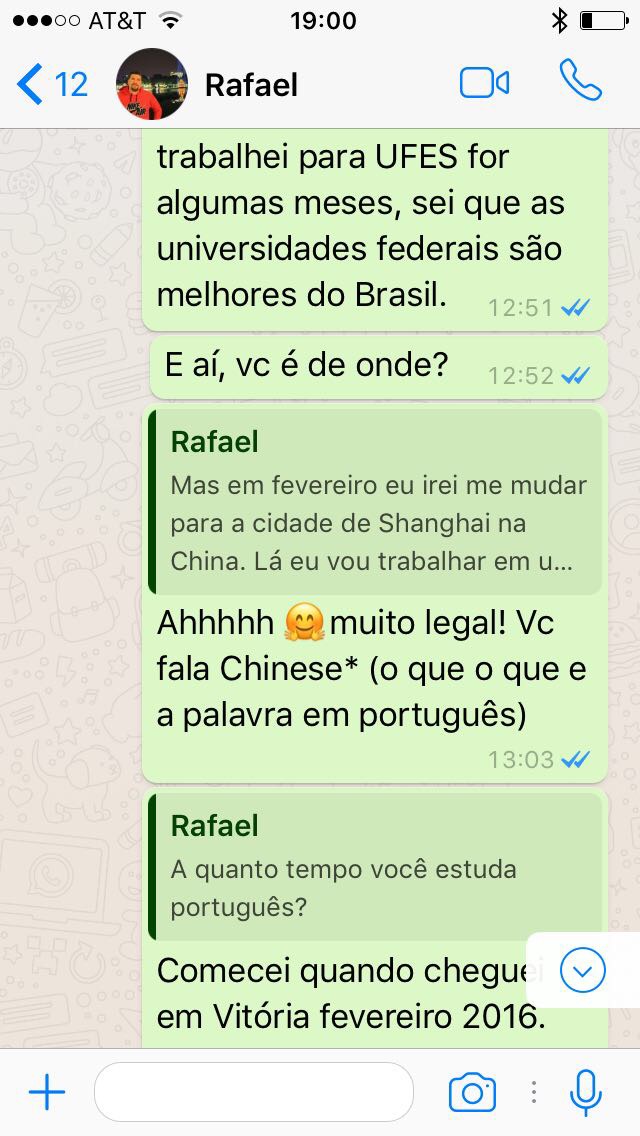 AT&T 19:00
12 Rafael
trabalhei para UFES for
algumas meses, sei que as
universidades federais são
melhores do Brasil. 12:51
E aí, vc é de onde? 12:52
Rafael
Mas em fevereiro eu irei me mudar
para a cidade de Shanghai na
China. Lá eu vou trabalhar em u...
Ahhhhh 🤗 muito legal! Vc
fala Chinese* (o que o que e
a palavra em português)
13:03
Rafael
A quanto tempo você estuda
português?
Comecei quando cheguei
em Vitória fevereiro 2016.